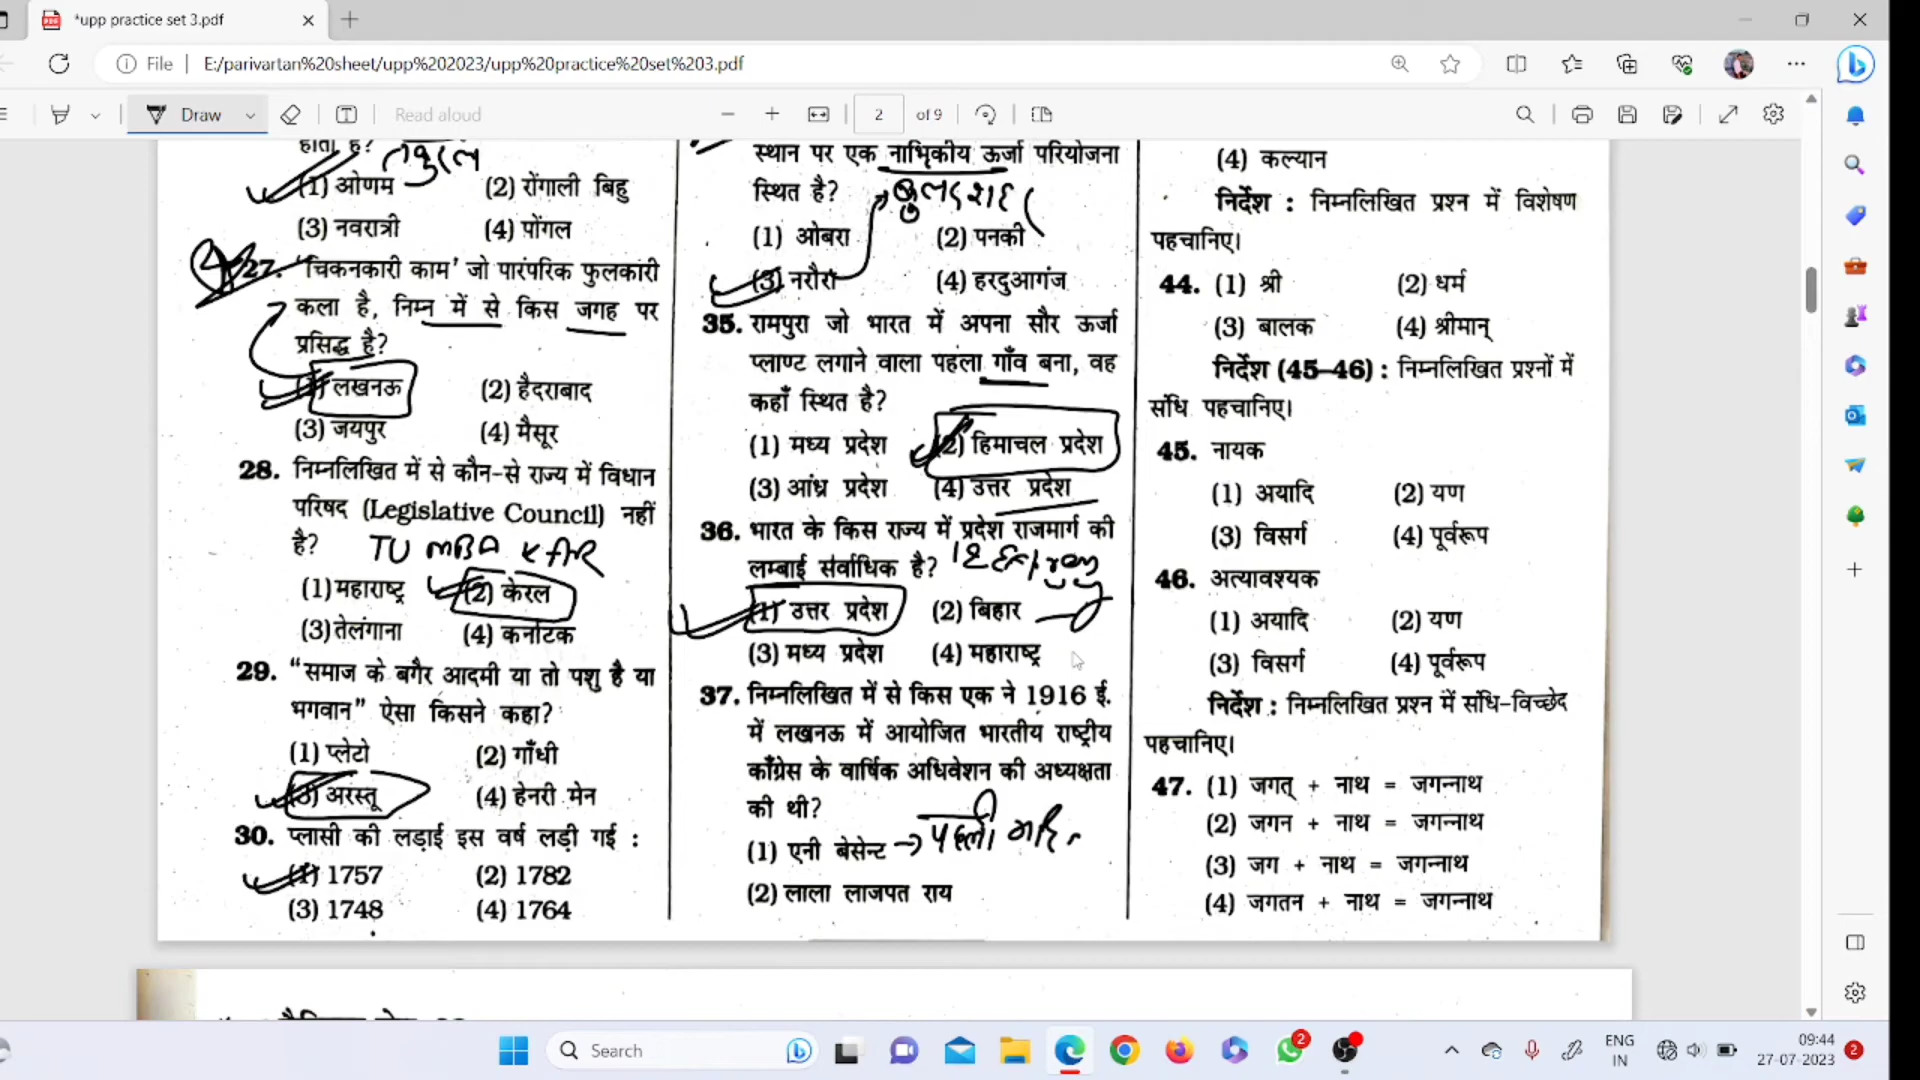 *upp practice set 3.pdf
File
E:/parivartan%20sheet/upp%202023/upp%20practice%20set%203.pdf
Draw
Read aloud
2
of 9
होता है?
(1) ओणम
(2) रोंगाली बिहु
(3) नवरात्री
(4) पोंगल
27. 'चिकनकारी काम' जो पारंपरिक फुलकारी
कला है, निम्न में से किस जगह पर
प्रसिद्ध है?
(1) लखनऊ
(2) हैदराबाद
(3) जयपुर
(4) मैसूर
28. निम्नलिखित में से कौन-से राज्य में विधान
परिषद (Legislative Council) नहीं
है?
TU MBA KAR
(1) महाराष्ट्र
(2) केरल
(3) तेलंगाना
(4) कर्नाटक
29. "समाज के बगैर आदमी या तो पशु है या
भगवान" ऐसा किसने कहा?
(1) प्लेटो
(2) गाँधी
(3) अरस्तू
(4) हेनरी मेन
30. प्लासी की लड़ाई इस वर्ष लड़ी गई :
(1) 1757
(2) 1782
(3) 1748
(4) 1764
स्थान पर एक नाभिकीय ऊर्जा परियोजना
स्थित है?
बुलंदशहर
(1) ओबरा
(2) पनकी
(3) नरौरा
(4) हरदुआगंज
35. रामपुरा जो भारत में अपना सौर ऊर्जा
प्लाण्ट लगाने वाला पहला गाँव बना, वह
कहाँ स्थित है?
(1) मध्य प्रदेश
(2) हिमाचल प्रदेश
(3) आंध्र प्रदेश
(4) उत्तर प्रदेश
36. भारत के किस राज्य में प्रदेश राजमार्ग की
लम्बाई सर्वाधिक है?
(1) उत्तर प्रदेश
(2) बिहार
(3) मध्य प्रदेश
(4) महाराष्ट्र
37. निम्नलिखित में से किस एक ने 1916 ई.
में लखनऊ में आयोजित भारतीय राष्ट्रीय
काँग्रेस के वार्षिक अधिवेशन की अध्यक्षता
की थी?
(1) एनी बेसेन्ट
पहली
(2) लाला लाजपत राय
(4) कल्यान
निर्देश : निम्नलिखित प्रश्न में विशेषण
पहचानिए।
44. (1) श्री
(2) धर्म
(3) बालक
(4) श्रीमान्
निर्देश (45-46) : निम्नलिखित प्रश्नों में
संधि पहचानिए।
45. नायक
(1) अयादि
(2) यण
(3) विसर्ग
(4) पूर्वरूप
46. अत्यावश्यक
(1) अयादि
(2) यण
(3) विसर्ग
(4) पूर्वरूप
निर्देश : निम्नलिखित प्रश्न में संधि-विच्छेद
पहचानिए।
47. (1) जगत् + नाथ = जगन्नाथ
(2) जगन + नाथ = जगन्नाथ
(3) जग + नाथ = जगन्नाथ
(4) जगतन + नाथ = जगन्नाथ
Search
2
ENG
IN
09:44
27-07-2023
2